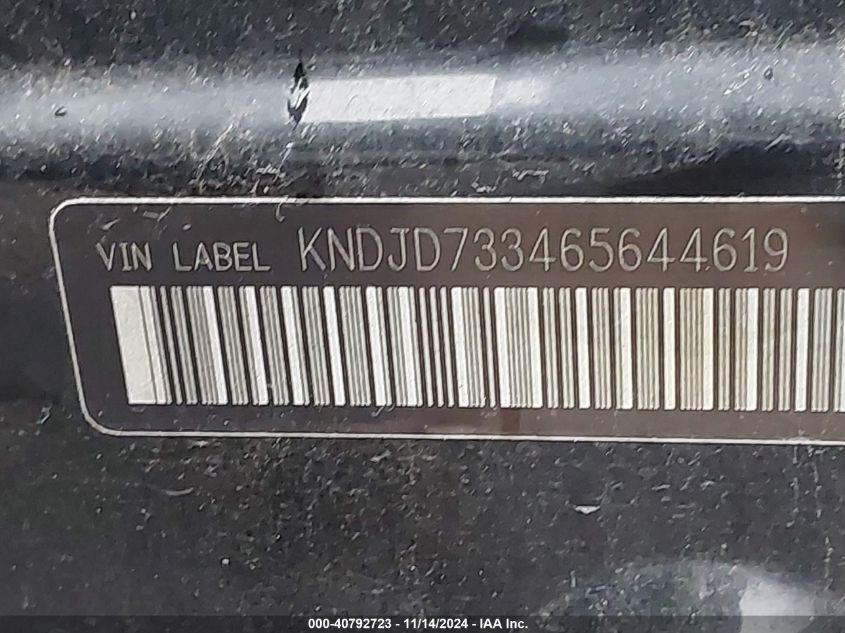 VIN LABEL KNDJD733465644619
000-40792723 - 11/14/2024 - IAA Inc.